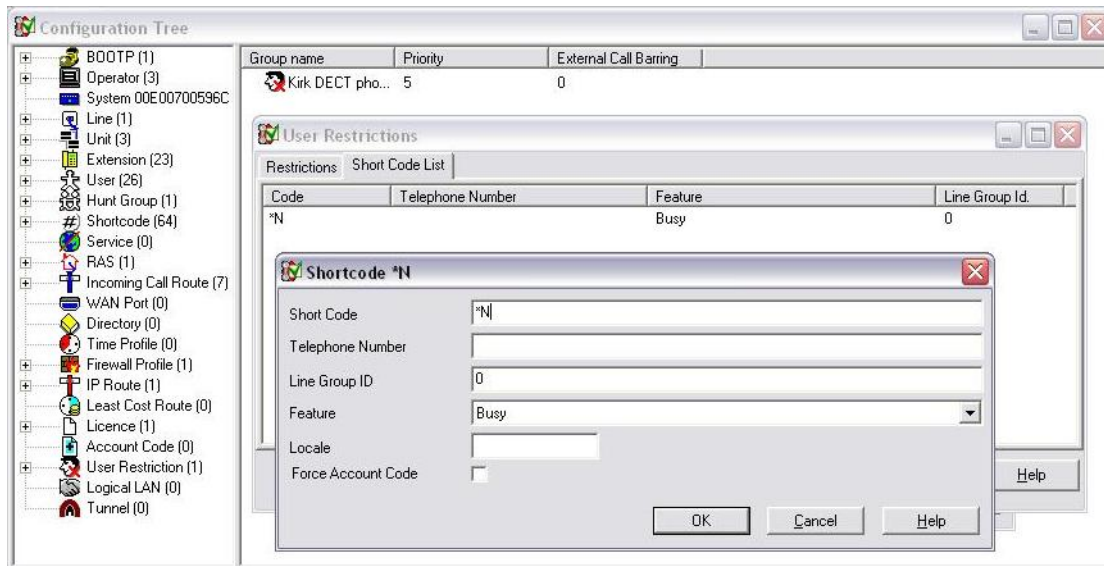 Configuration Tree
BOOTP (1)
Operator (3)
System 00E00700596C
Line (1)
Unit (3)
Extension (23)
User (26)
Hunt Group (1)
Shortcode (64)
Service (0)
RAS (1)
Incoming Call Route (7)
WAN Port (0)
Directory (0)
Time Profile (0)
Firewall Profile (1)
IP Route (1)
Least Cost Route (0)
Licence (1)
Account Code (0)
User Restriction (1)
Logical LAN (0)
Tunnel (0)
Group name Priority External Call Barring
Kirk DECT pho... 5 0
User Restrictions
Restrictions Short Code List
Code Telephone Number Feature Line Group Id.
*N Busy 0
Shortcode *N
Short Code *N
Telephone Number
Line Group ID 0
Feature Busy
Locale
Force Account Code
OK Cancel Help
Help